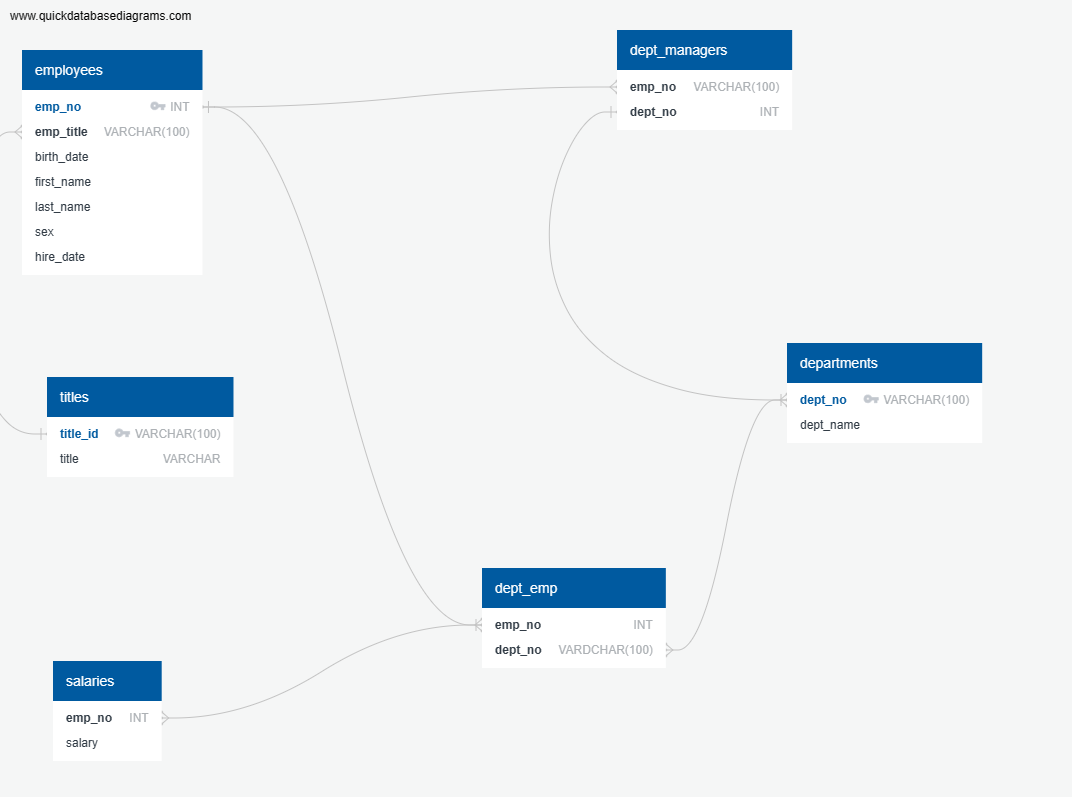 www.quickdatabasediagrams.com
employees
emp_no INT
emp_title VARCHAR(100)
birth_date
first_name
last_name
sex
hire_date
dept_managers
emp_no VARCHAR(100)
dept_no INT
titles
title_id VARCHAR(100)
title VARCHAR
departments
dept_no VARCHAR(100)
dept_name
dept_emp
emp_no INT
dept_no VARDCHAR(100)
salaries
emp_no INT
salary